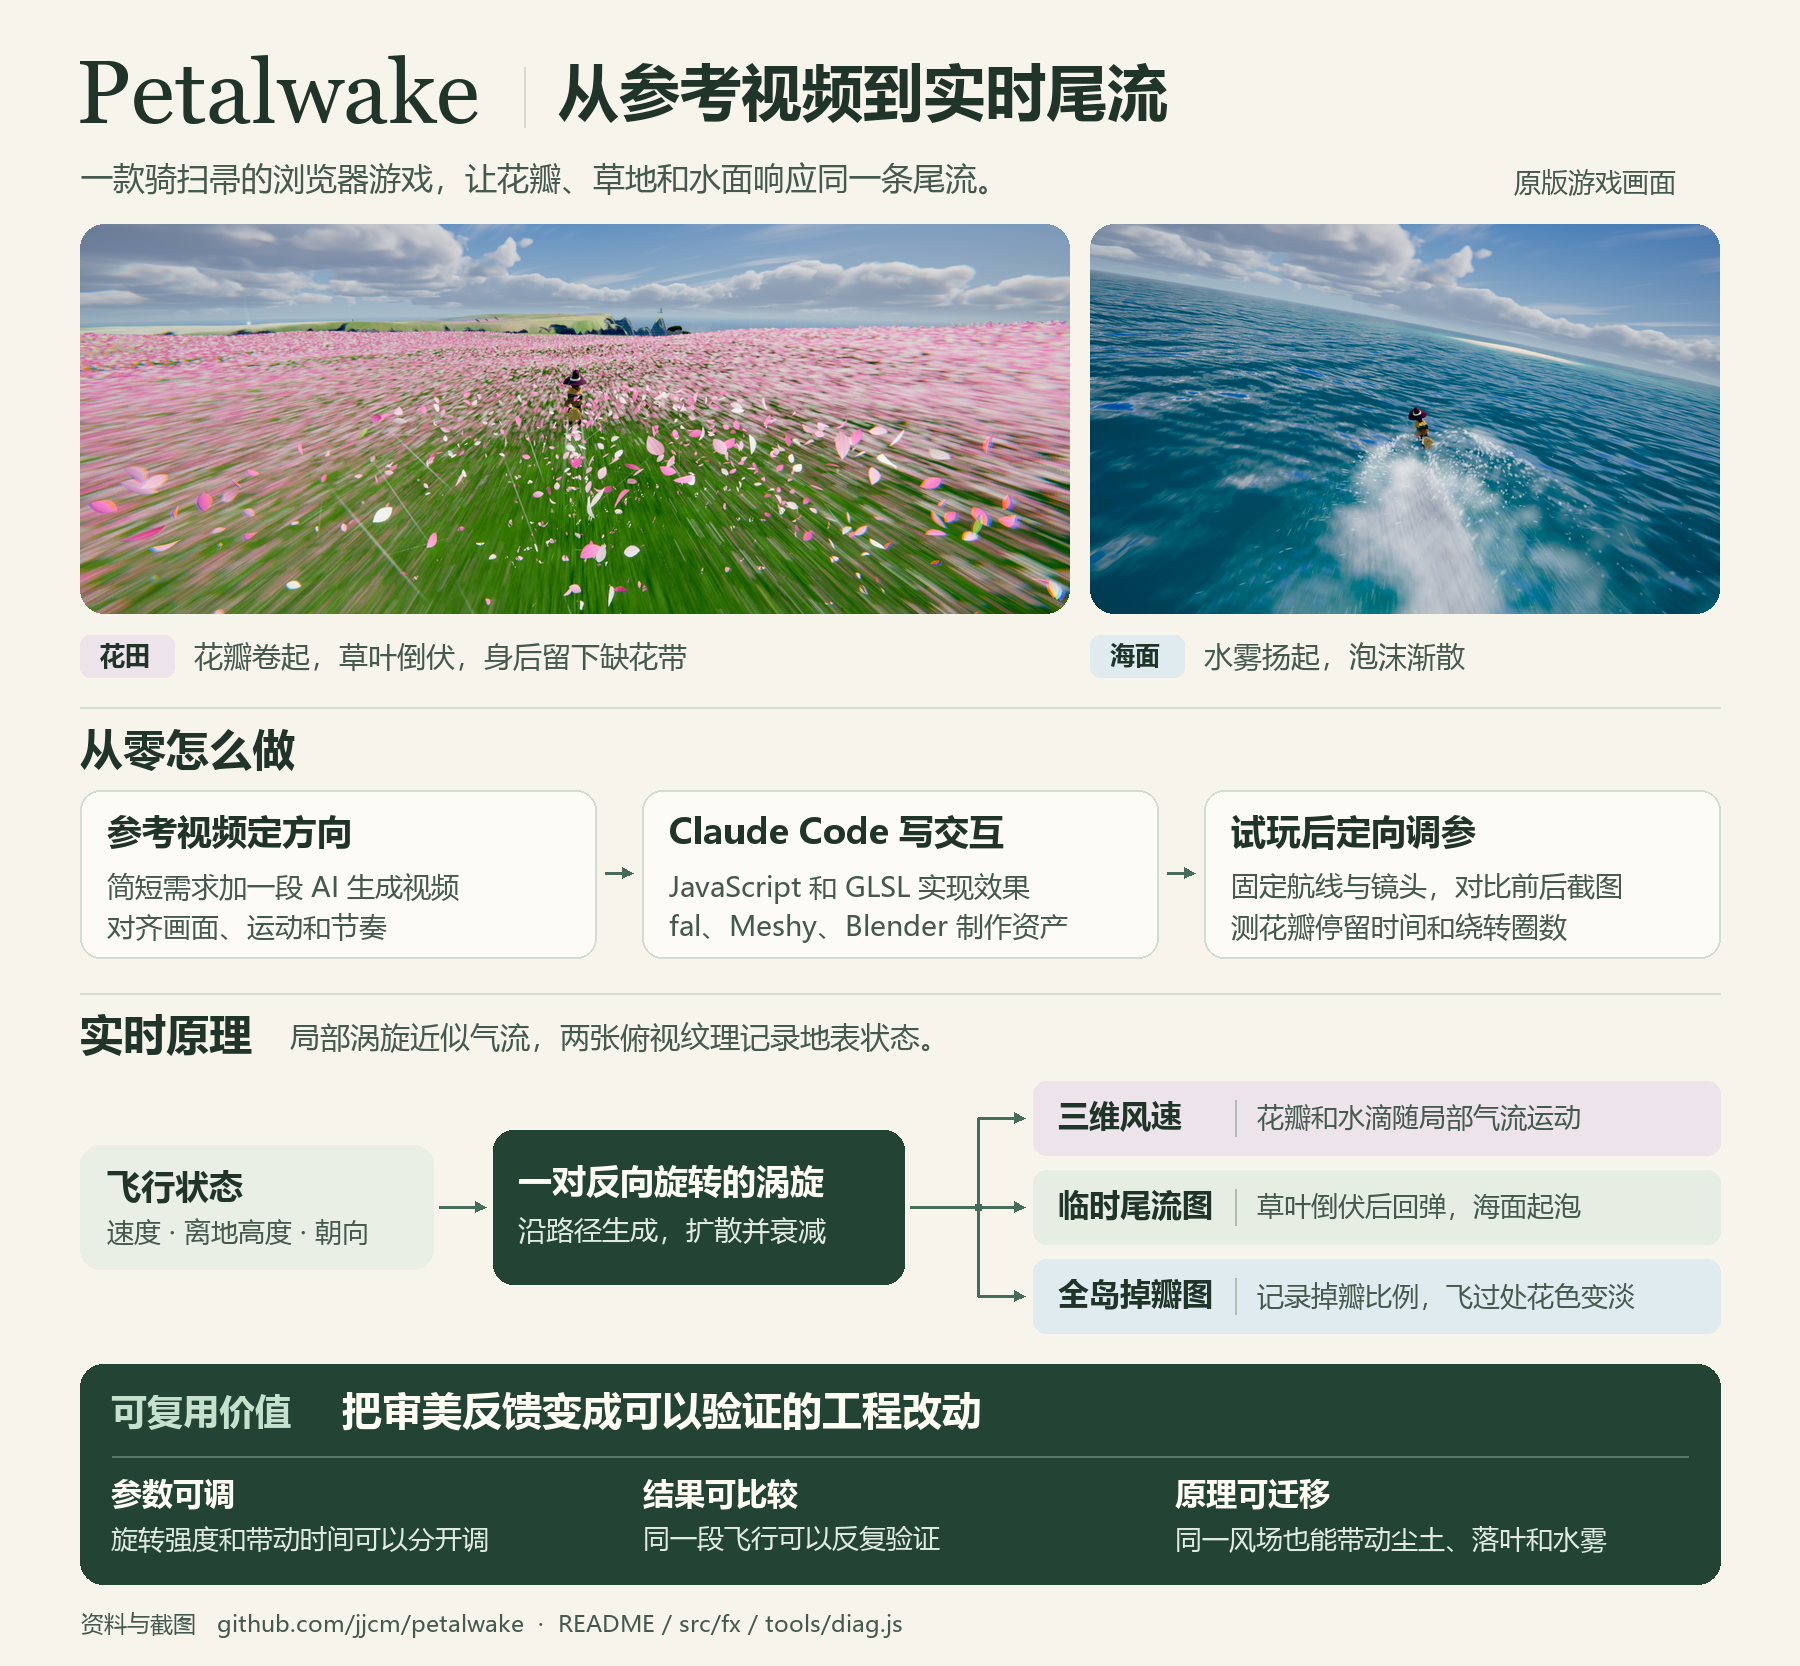 Petalwake
从参考视频到实时尾流
一款骑扫帚的浏览器游戏，让花瓣、草地和水面响应同一条尾流。
原版游戏画面
花田 花瓣卷起，草叶倒伏，身后留下缺花带
海面 水雾扬起，泡沫渐散
从零怎么做
参考视频定方向
简短需求加一段 AI 生成视频
对齐画面、运动和节奏
Claude Code 写交互
JavaScript 和 GLSL 实现效果
fal、Meshy、Blender 制作资产
试玩后定向调参
固定航线与镜头，对比前后截图
测花瓣停留时间和绕转圈数
实时原理 局部涡旋近似气流，两张俯视纹理记录地表状态。
飞行状态
速度 · 离地高度 · 朝向
一对反向旋转的涡旋
沿路径生成，扩散并衰减
三维风速 花瓣和水滴随局部气流运动
临时尾流图 草叶倒伏后回弹，海面起泡
全岛掉瓣图 记录掉瓣比例，飞过处花色变淡
可复用价值 把审美反馈变成可以验证的工程改动
参数可调
旋转强度和带动时间可以分开调
结果可比较
同一段飞行可以反复验证
原理可迁移
同一风场也能带动尘土、落叶和水雾
资料与截图 github.com/jjcm/petalwake · README / src/fx / tools/diag.js